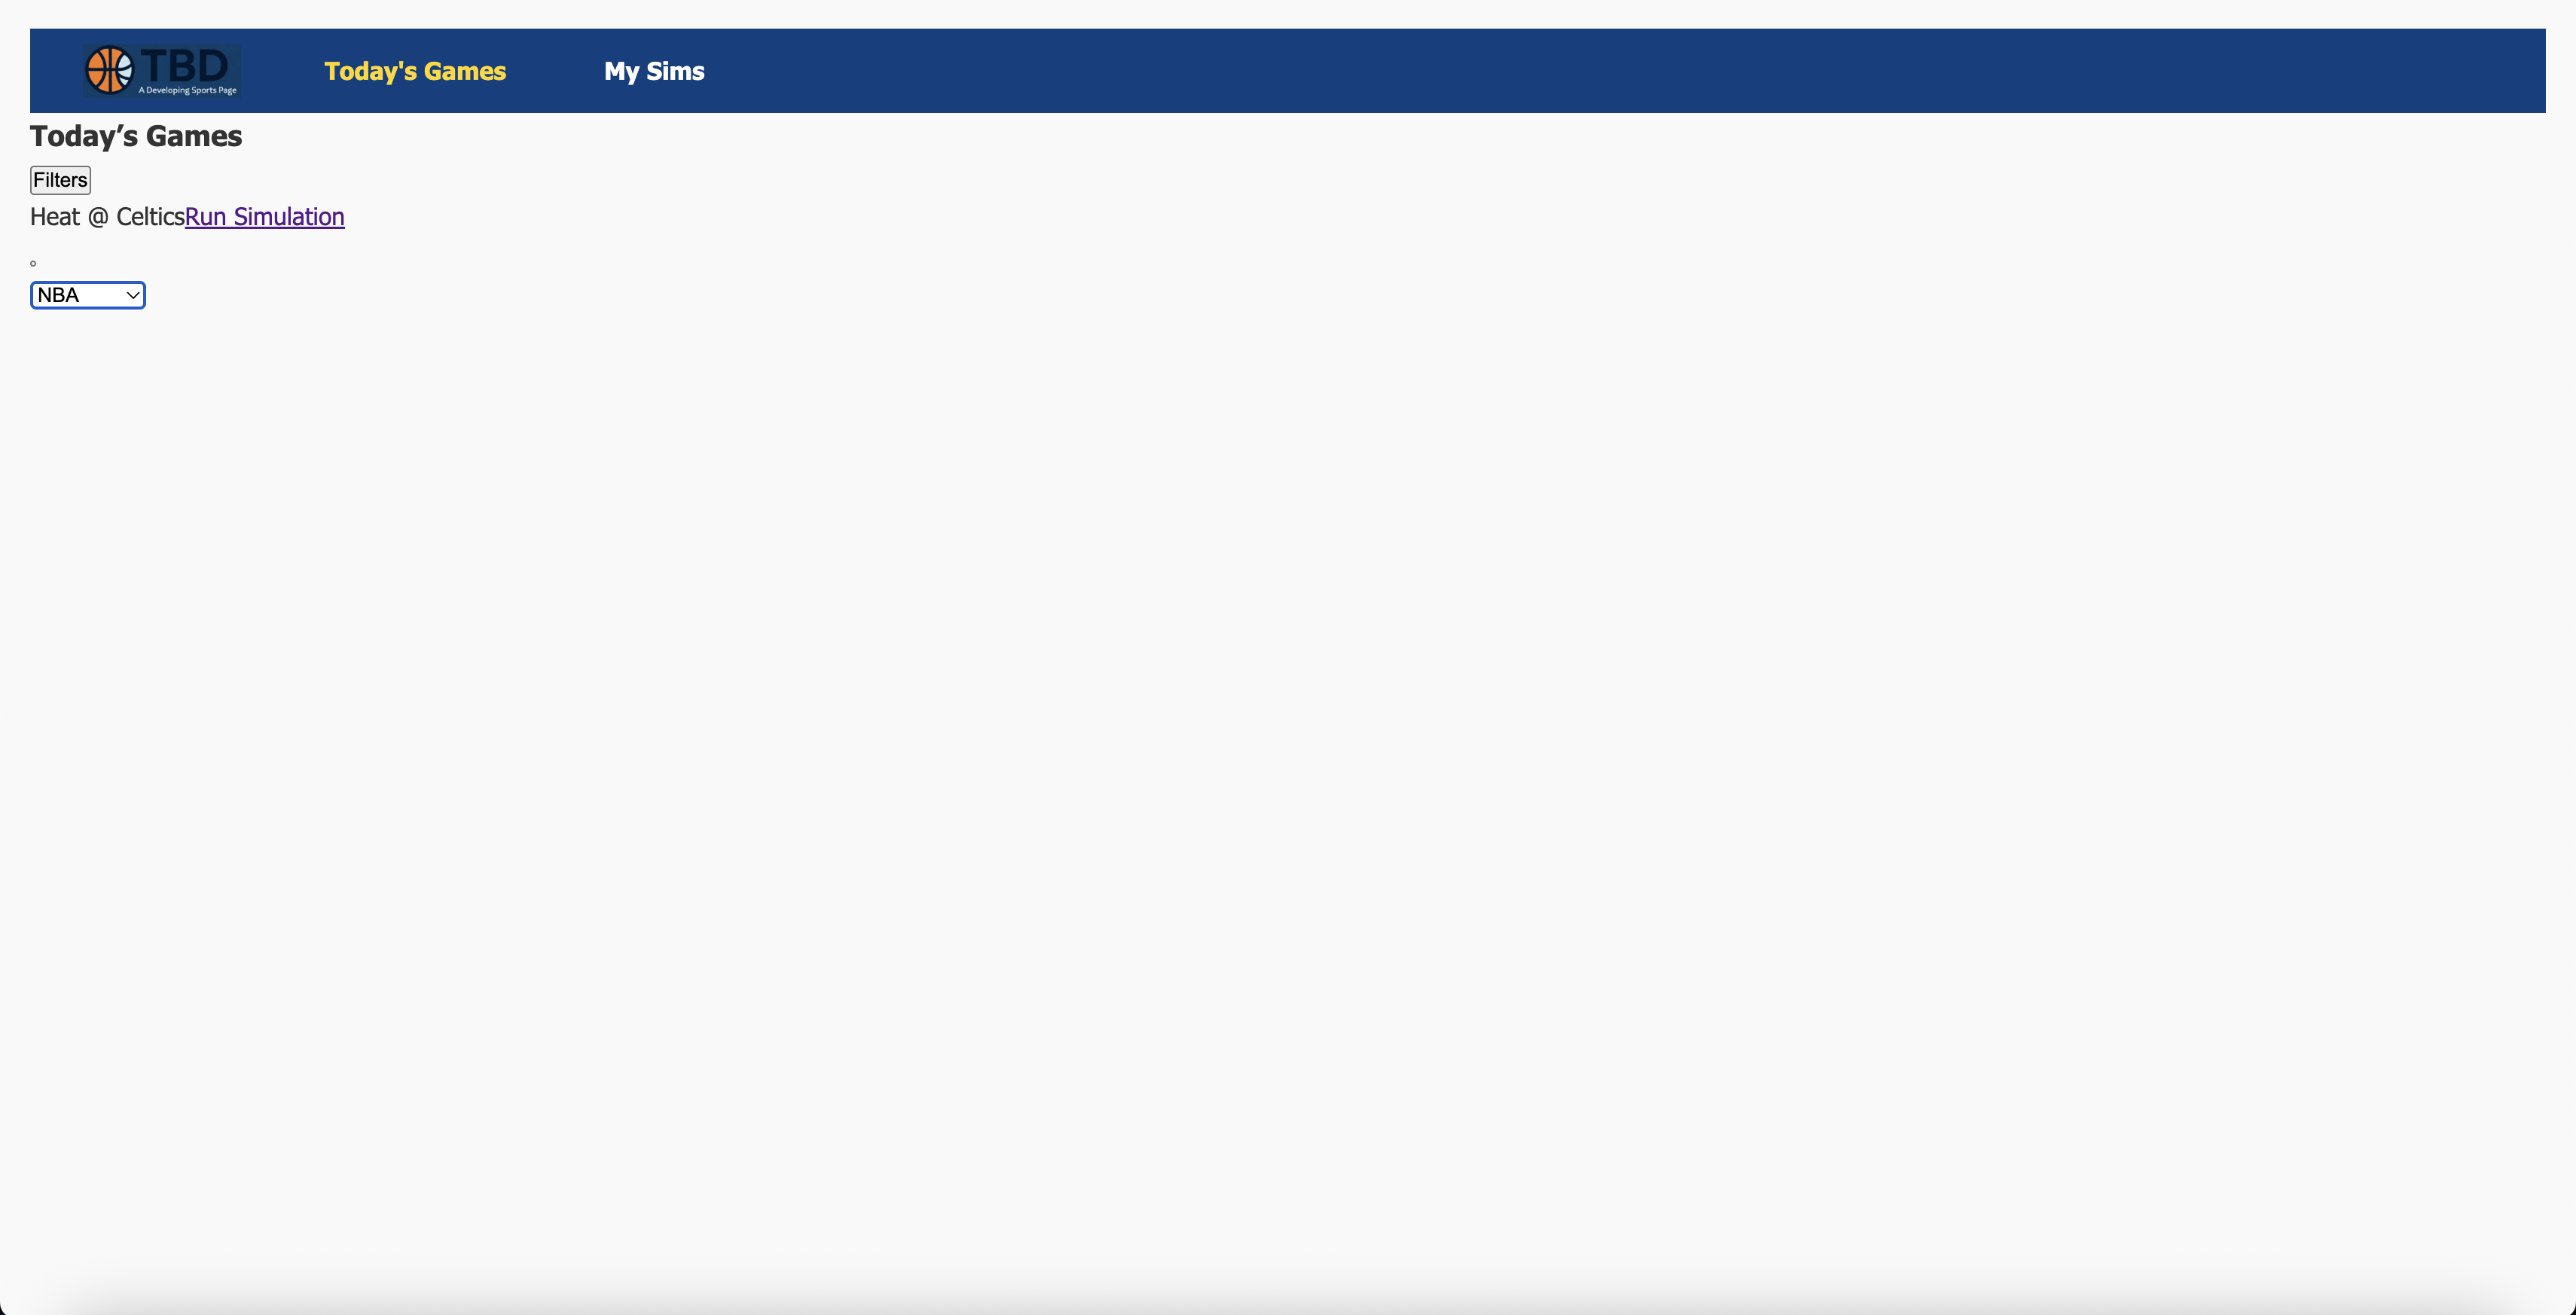 TBD
A Developing Sports Page
Today's Games
My Sims
Today’s Games
Filters
Heat @ CelticsRun Simulation
NBA